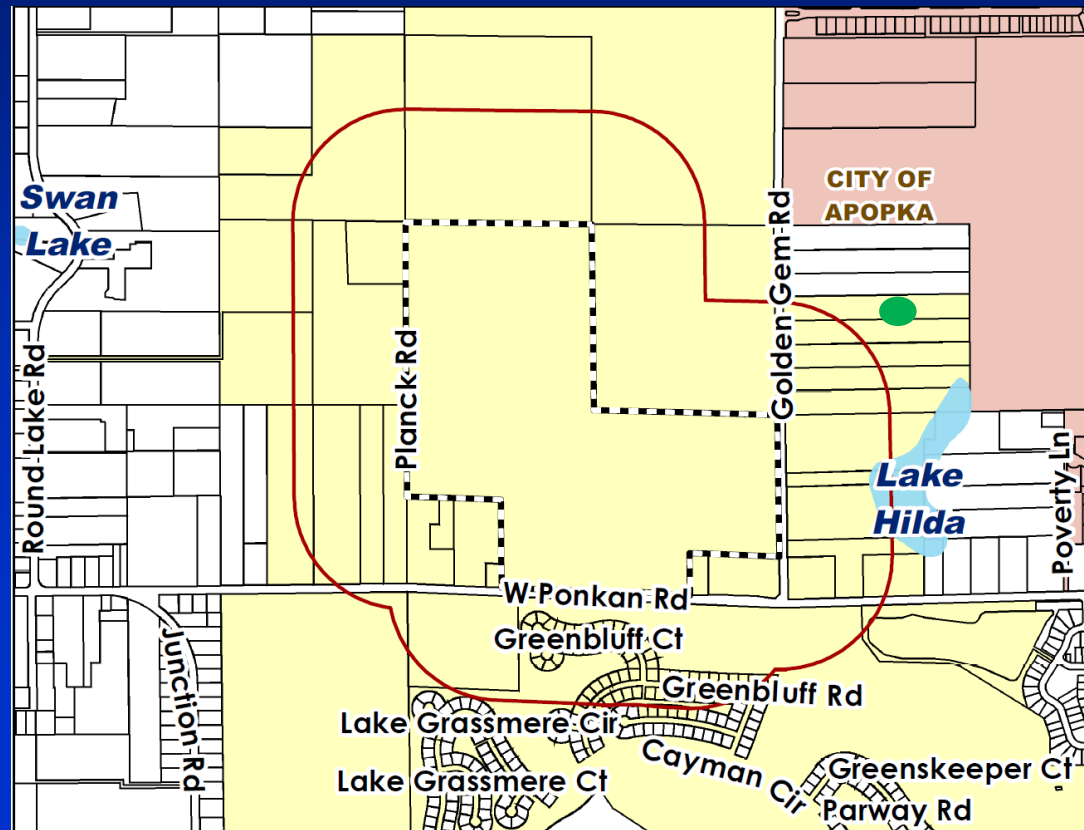 CITY OF
APOPKA
Swan
Lake
Golden Gem Rd
Planck Rd
Round Lake Rd
Lake
Hilda
Poverty Ln
W Ponkan Rd
Greenbluff Ct
Junction Rd
Greenbluff Rd
Lake Grassmere Cir
Cayman Cir
Lake Grassmere Ct
Greenskeeper Ct
Parway Rd